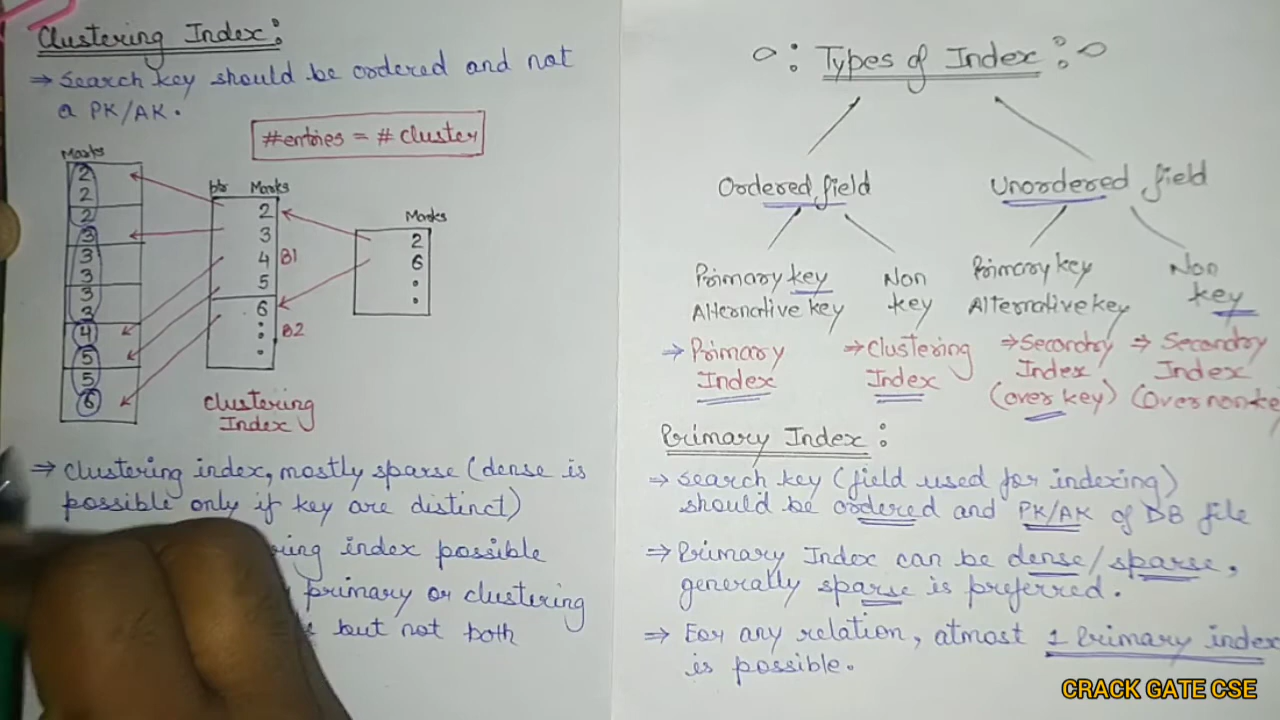 Clustering Index:
→ Search key should be ordered and not
a PK/AK.
#entries = # cluster
Marks
2
2
2
3
3
3
3
3
4
5
5
6
ptr Marks
2
3
4 B1
5
6
B2
Clustering
Index
Marks
2
6
→ Clustering index, mostly sparse (dense is
possible only if key are distinct)
index possible
primary or clustering
but not both
: Types of Index :
Ordered field
Unordered field
Primary key
Alternative key
Non
key
Primary key
Alternative key
Non
key
→ Primary
Index
→ Clustering
Index
→ Secondry
Index
(over key)
→ Secondry
Index
(Over non-ke
Primary Index :
→ Search key (field used for indexing)
should be ordered and PK/AK of DB file
→ Primary Index can be dense/sparse,
generally sparse is preferred.
→ For any relation, atmost 1 Primary index
is possible.
CRACK GATE CSE